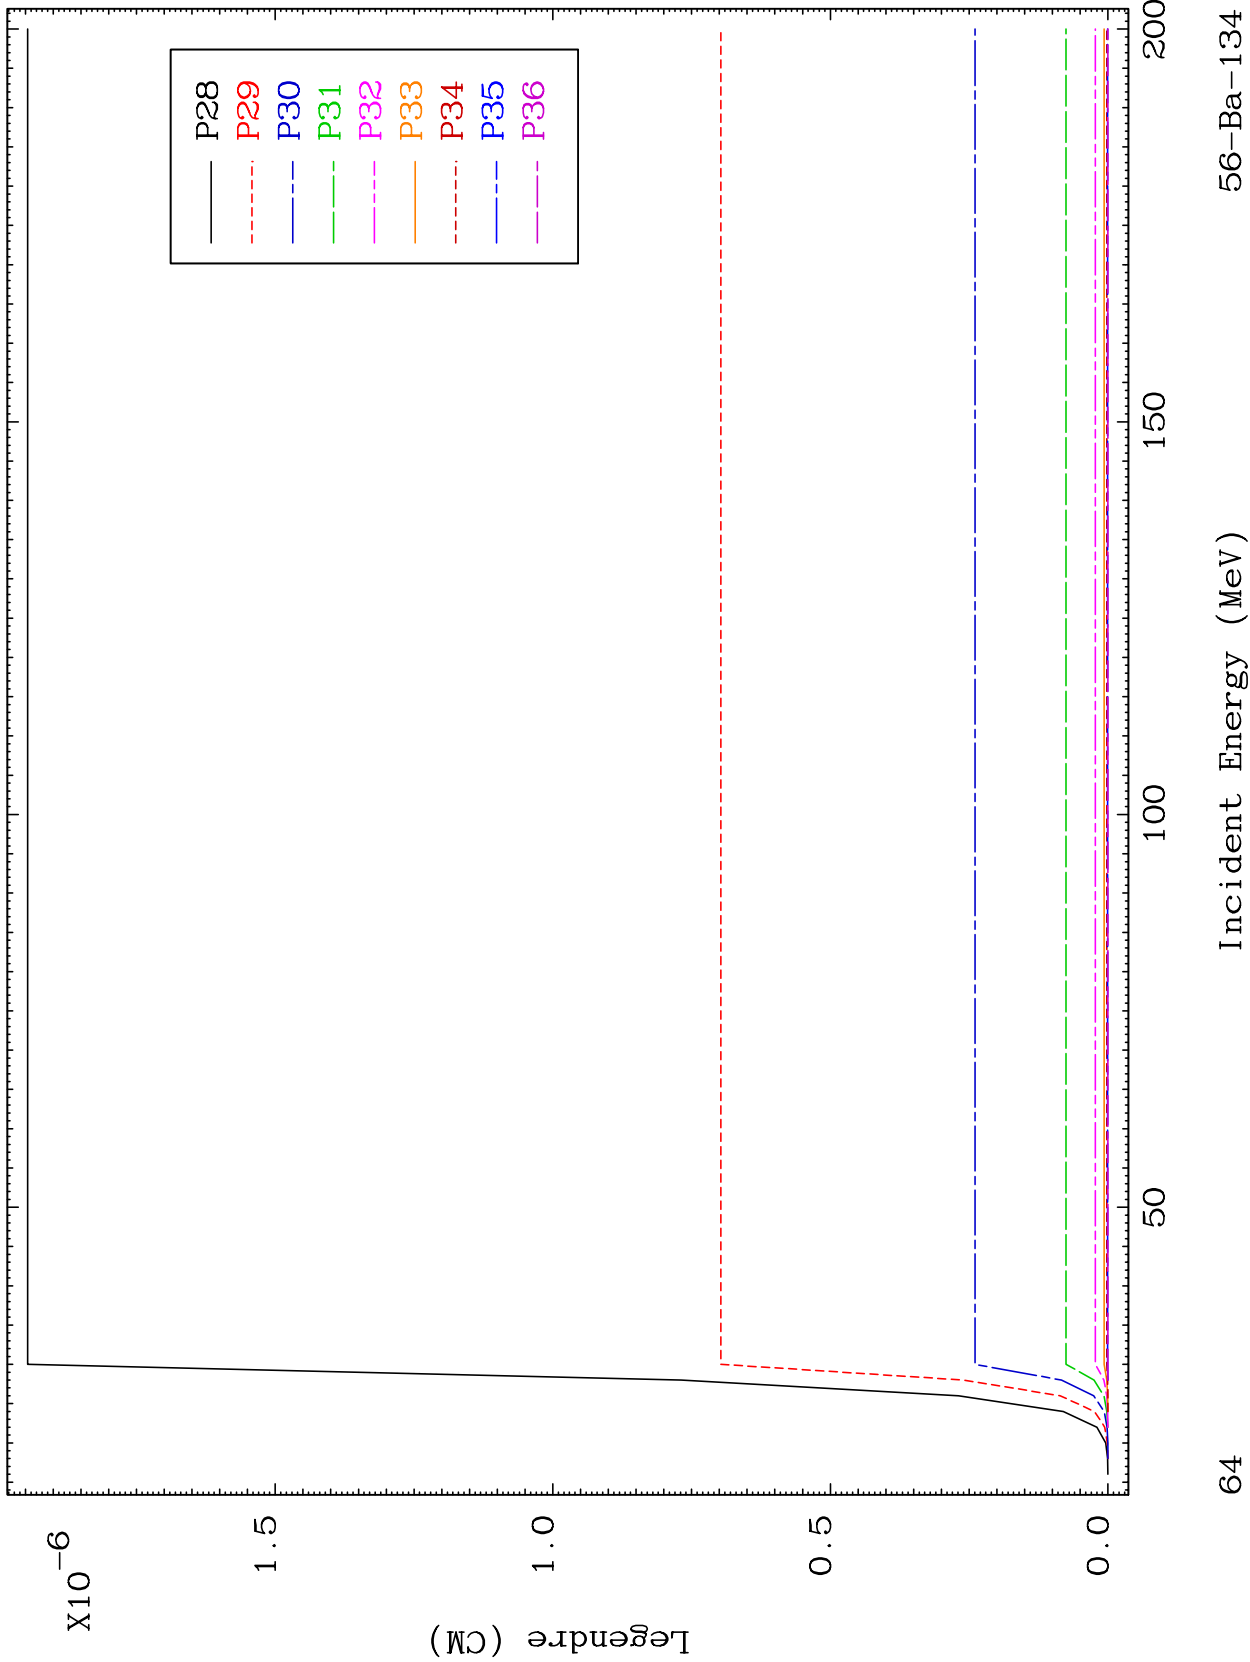 X10-6
1.5
1.0
0.5
0.0
Legendre (CM)
P28
P29
P30
P31
P32
P33
P34
P35
P36
50
100
150
200
64
Incident Energy (MeV)
56-Ba-134